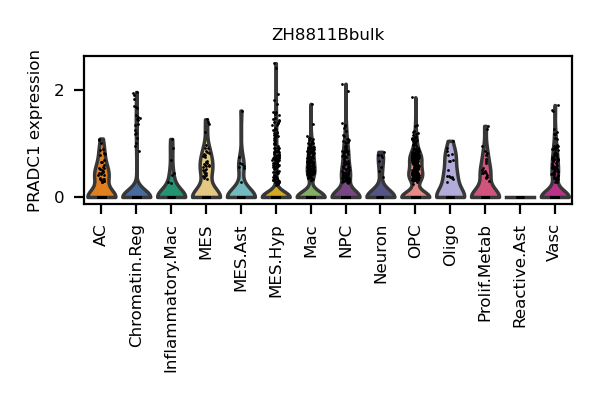 ZH8811Bbulk
PRADC1 expression
2
0
AC
Chromatin.Reg
Inflammatory.Mac
MES
MES.Ast
MES.Hyp
Mac
NPC
Neuron
OPC
Oligo
Prolif.Metab
Reactive.Ast
Vasc